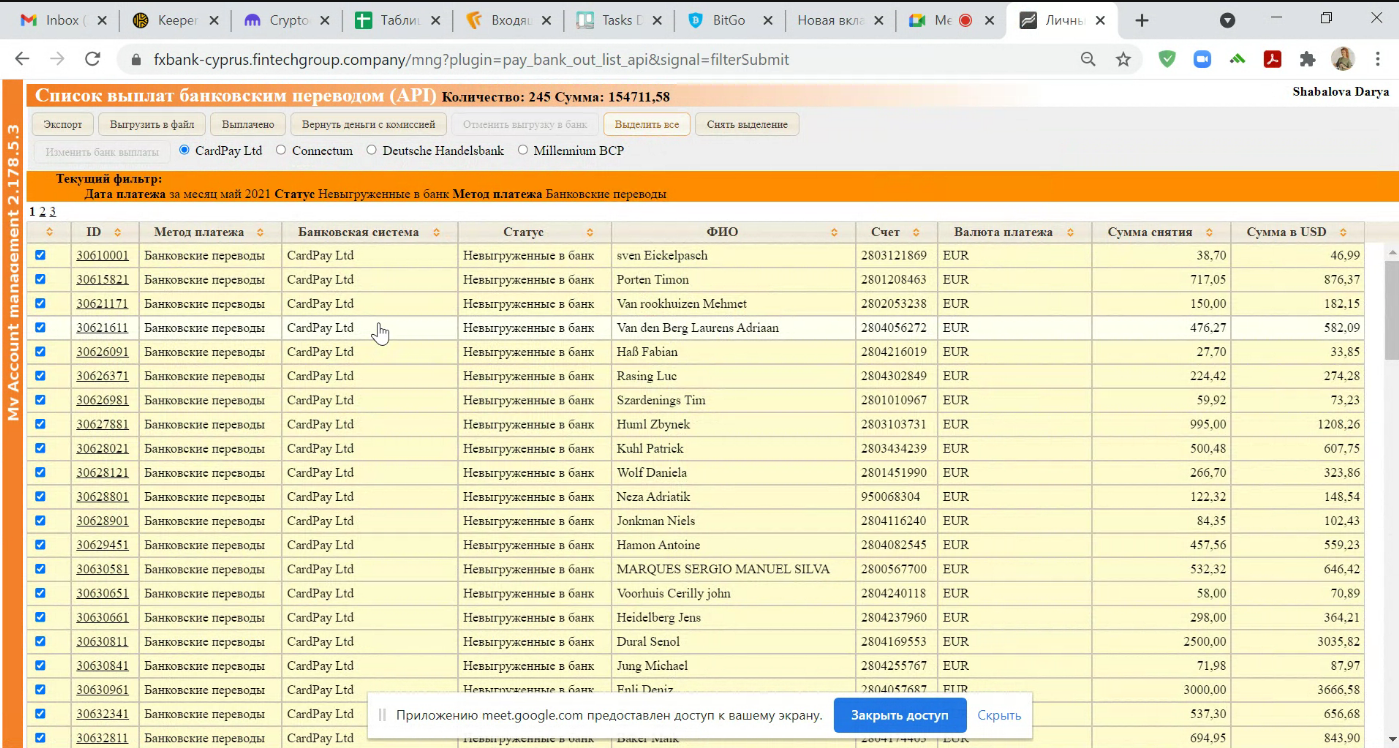 Inbox ( Keeper Crypto Таблиц Входящ Tasks D BitGo Новая вкла Me Личны
fxbank-cyprus.fintechgroup.company/mng?plugin=pay_bank_out_list_api&signal=filterSubmit
Список выплат банковским переводом (API) Количество: 245 Сумма: 154711,58
Shabalova Darya
Экспорт Выгрузить в файл Выплачено Вернуть деньги с комиссией Отменить выгрузку в банк Выделить все Снять выделение
Изменить банк выплаты CardPay Ltd Connectum Deutsche Handelsbank Millennium BCP
My Account management 2.178.5.3
Текущий фильтр:
Дата платежа за месяц май 2021 Статус Невыгруженные в банк Метод платежа Банковские переводы
1 2 3
ID Метод платежа Банковская система Статус ФИО Счет Валюта платежа Сумма снятия Сумма в USD
30610001 Банковские переводы CardPay Ltd Невыгруженные в банк sven Eickelpasch 2803121869 EUR 38,70 46,99
30615821 Банковские переводы CardPay Ltd Невыгруженные в банк Porten Timon 2801208463 EUR 717,05 876,37
30621171 Банковские переводы CardPay Ltd Невыгруженные в банк Van rookhuizen Mehmet 2802053238 EUR 150,00 182,15
30621611 Банковские переводы CardPay Ltd Невыгруженные в банк Van den Berg Laurens Adriaan 2804056272 EUR 476,27 582,09
30626091 Банковские переводы CardPay Ltd Невыгруженные в банк Haß Fabian 2804216019 EUR 27,70 33,85
30626371 Банковские переводы CardPay Ltd Невыгруженные в банк Rasing Luc 2804302849 EUR 224,42 274,28
30626981 Банковские переводы CardPay Ltd Невыгруженные в банк Szardenings Tim 2801010967 EUR 59,92 73,23
30627881 Банковские переводы CardPay Ltd Невыгруженные в банк Huml Zbynek 2803103731 EUR 995,00 1208,26
30628021 Банковские переводы CardPay Ltd Невыгруженные в банк Kuhl Patrick 2803434239 EUR 500,48 607,75
30628121 Банковские переводы CardPay Ltd Невыгруженные в банк Wolf Daniela 2801451990 EUR 266,70 323,86
30628801 Банковские переводы CardPay Ltd Невыгруженные в банк Neza Adriatik 950068304 EUR 122,32 148,54
30628901 Банковские переводы CardPay Ltd Невыгруженные в банк Jonkman Niels 2804116240 EUR 84,35 102,43
30629451 Банковские переводы CardPay Ltd Невыгруженные в банк Hamon Antoine 2804082545 EUR 457,56 559,23
30630581 Банковские переводы CardPay Ltd Невыгруженные в банк MARQUES SERGIO MANUEL SILVA 2800567700 EUR 532,32 646,42
30630651 Банковские переводы CardPay Ltd Невыгруженные в банк Voorhuis Cerilly john 2804240118 EUR 58,00 70,89
30630661 Банковские переводы CardPay Ltd Невыгруженные в банк Heidelberg Jens 2804237960 EUR 298,00 364,21
30630811 Банковские переводы CardPay Ltd Невыгруженные в банк Dural Senol 2804169553 EUR 2500,00 3035,82
30630841 Банковские переводы CardPay Ltd Невыгруженные в банк Jung Michael 2804255767 EUR 71,98 87,97
30630961 Банковские переводы CardPay Ltd Невыгруженные в банк Enli Deniz 2804057687 EUR 3000,00 3666,58
30632341 Банковские переводы CardPay Ltd 537,30 656,68
30632811 Банковские переводы CardPay Ltd 694,95 843,90
Приложению meet.google.com предоставлен доступ к вашему экрану. Закрыть доступ Скрыть